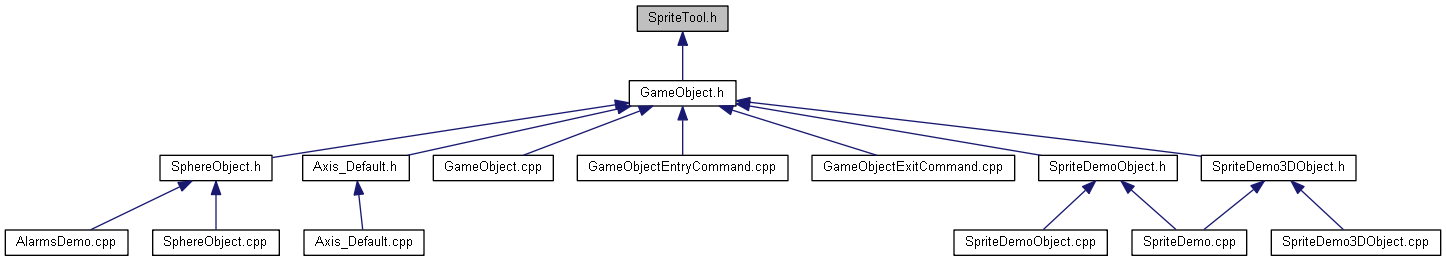 SpriteTool.h
GameObject.h
SphereObject.h
Axis_Default.h
GameObject.cpp
GameObjectEntryCommand.cpp
GameObjectExitCommand.cpp
SpriteDemoObject.h
SpriteDemo3DObject.h
AlarmsDemo.cpp
SphereObject.cpp
Axis_Default.cpp
SpriteDemoObject.cpp
SpriteDemo.cpp
SpriteDemo3DObject.cpp